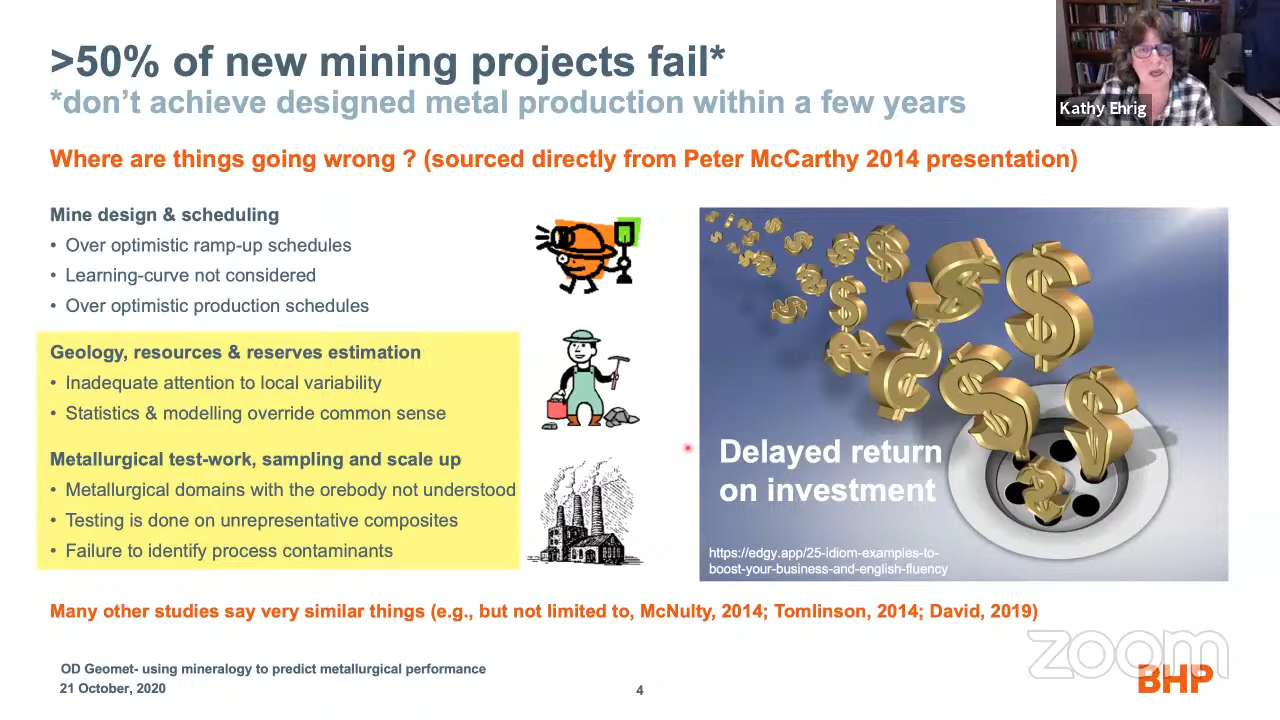 >50% of new mining projects fail*
*don't achieve designed metal production within a few years
Kathy Ehrig
Where are things going wrong ? (sourced directly from Peter McCarthy 2014 presentation)
Mine design & scheduling
• Over optimistic ramp-up schedules
• Learning-curve not considered
• Over optimistic production schedules
Geology, resources & reserves estimation
• Inadequate attention to local variability
• Statistics & modelling override common sense
Metallurgical test-work, sampling and scale up
• Metallurgical domains with the orebody not understood
• Testing is done on unrepresentative composites
• Failure to identify process contaminants
Delayed return
on investment
https://edgy.app/25-idiom-examples-to-
boost-your-business-and-english-fluency
Many other studies say very similar things (e.g., but not limited to, McNulty, 2014; Tomlinson, 2014; David, 2019)
OD Geomet- using mineralogy to predict metallurgical performance
21 October, 2020
4
zoom
BHP